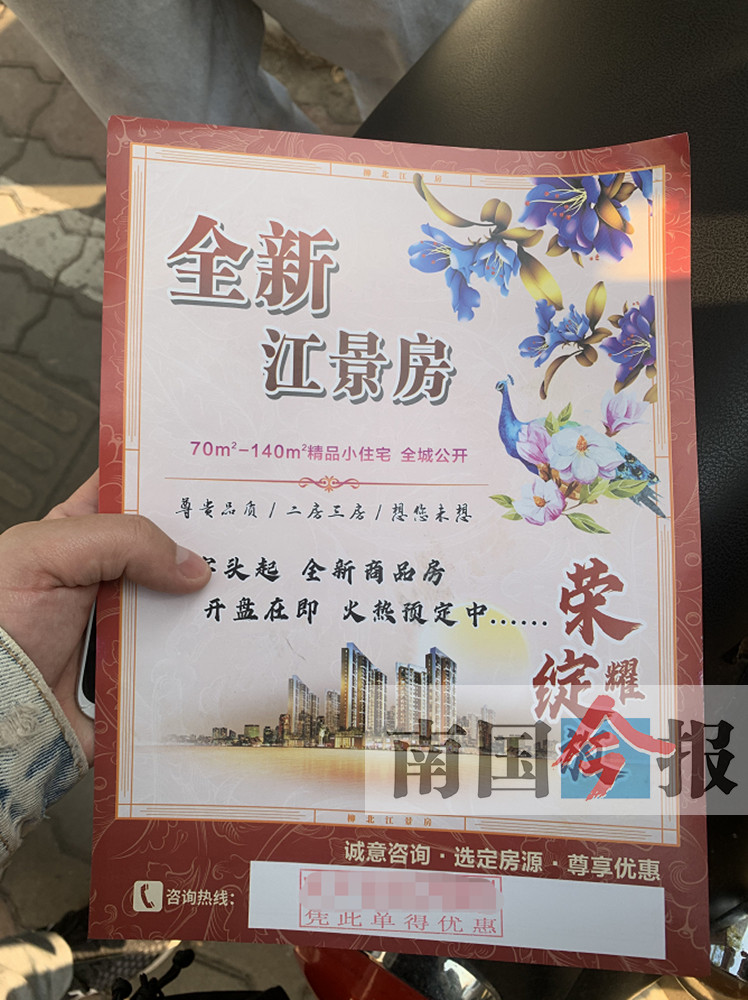 柳北江景房
全新
江景房
70m²-140m²精品小住宅 全城公开
尊贵品质 / 二房三房 / 想您未想
字头起 全新商品房
开盘在即 火热预定中......
荣耀
绽
南国今报
柳北江景房
诚意咨询·选定房源·尊享优惠
咨询热线:
凭此单得优惠